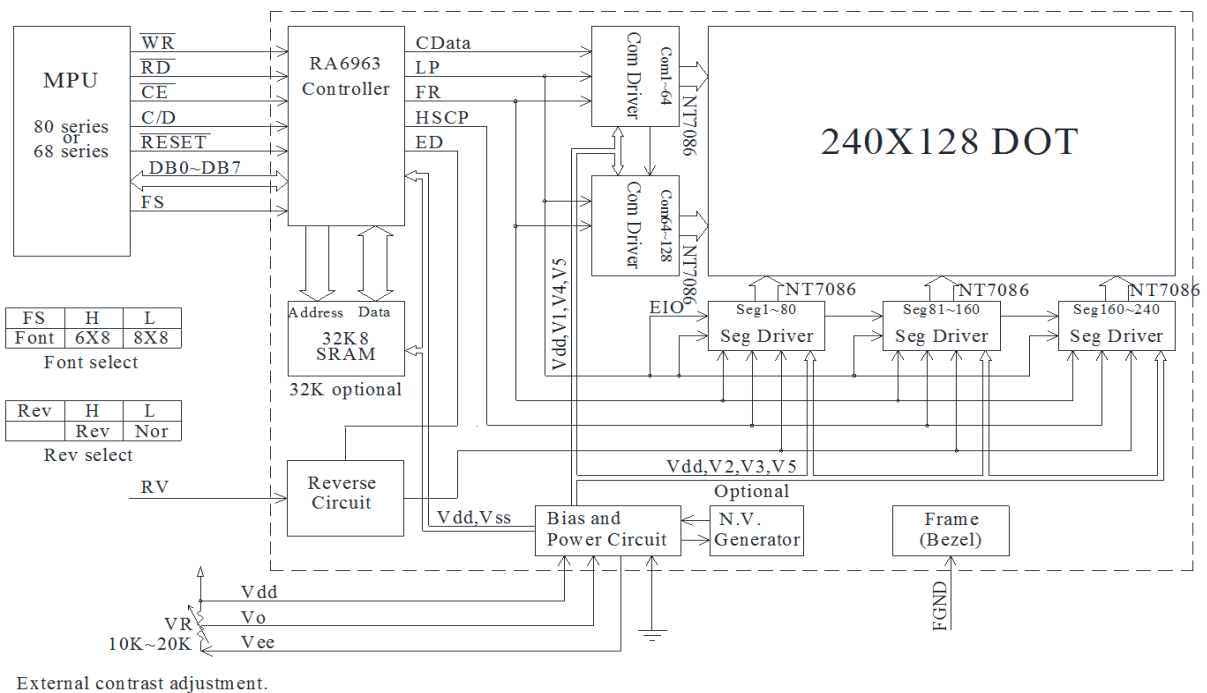 MPU
80 series
or
68 series
WR
RD
CE
C/D
RESET
DB0~DB7
FS
RA6963
Controller
CData
LP
FR
HSCP
ED
Com Driver
Com1~64
NT7086
Com Driver
Com64~128
NT7086
240X128 DOT
Address Data
32K8
SRAM
32K optional
Vdd,V1,V4,V5
EIO
NT7086
Seg1~80
Seg Driver
NT7086
Seg81~160
Seg Driver
NT7086
Seg160~240
Seg Driver
FS H L
Font 6X8 8X8
Font select
Rev H L
Rev Nor
Rev select
RV
Reverse
Circuit
Vdd,V2,V3,V5
Optional
Vdd,Vss
Bias and
Power Circuit
N.V.
Generator
Frame
(Bezel)
FGND
Vdd
Vo
Vee
VR
10K~20K
External contrast adjustment.